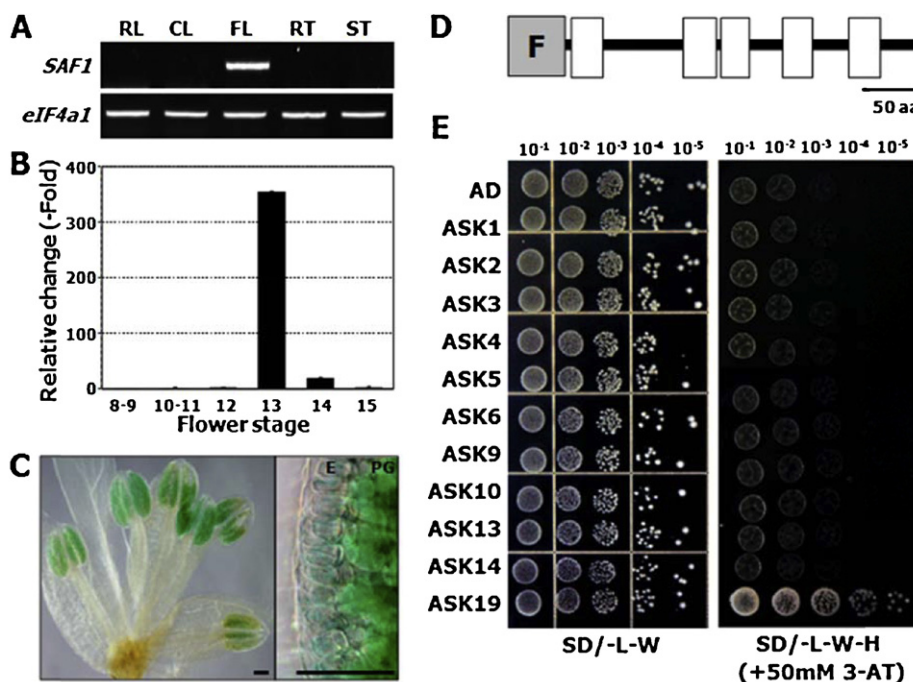 A
RL CL FL RT ST
SAF1
eIF4a1
B
Relative change (-Fold)
400
300
200
100
0
8-9 10-11 12 13 14 15
Flower stage
C
E PG
D
F
50 aa
E
10-1 10-2 10-3 10-4 10-5
10-1 10-2 10-3 10-4 10-5
AD
ASK1
ASK2
ASK3
ASK4
ASK5
ASK6
ASK9
ASK10
ASK13
ASK14
ASK19
SD/-L-W
SD/-L-W-H
(+50mM 3-AT)